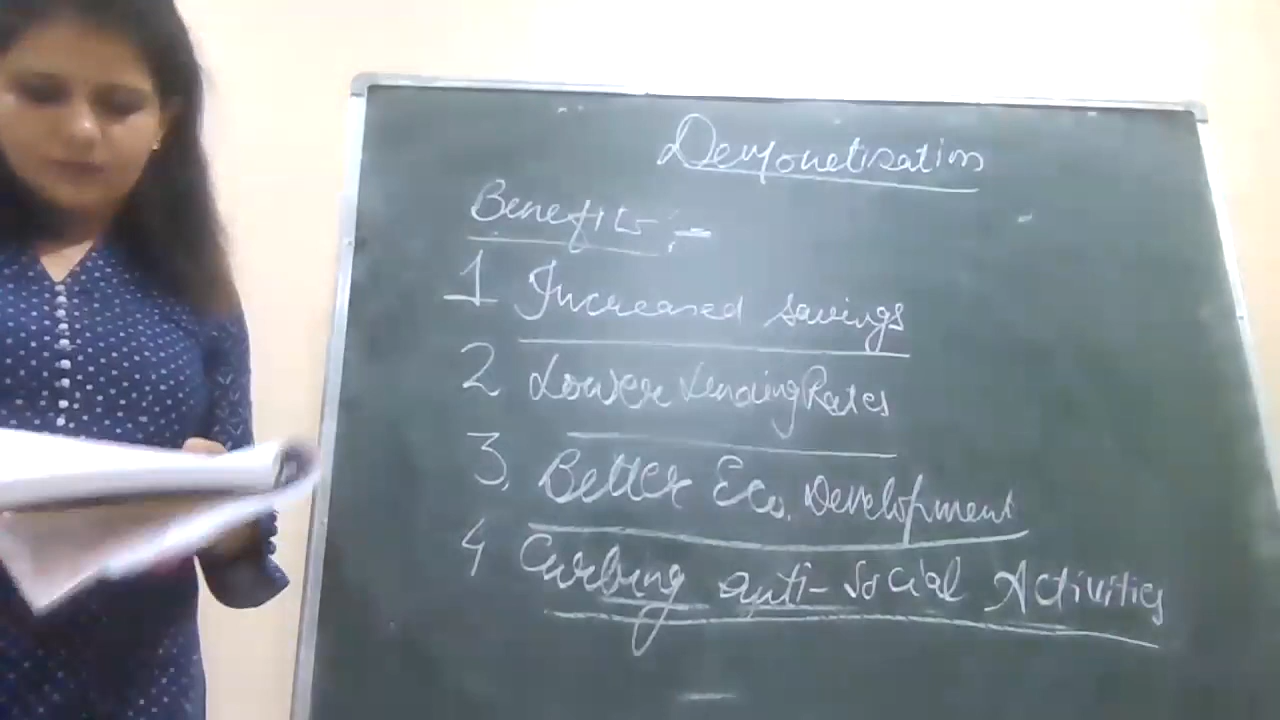 Demonetisation
Benefits :-
1 Increased savings
2 Lower Lending Rates
3. Better Eco. Development
4 Curbing anti-social Activities